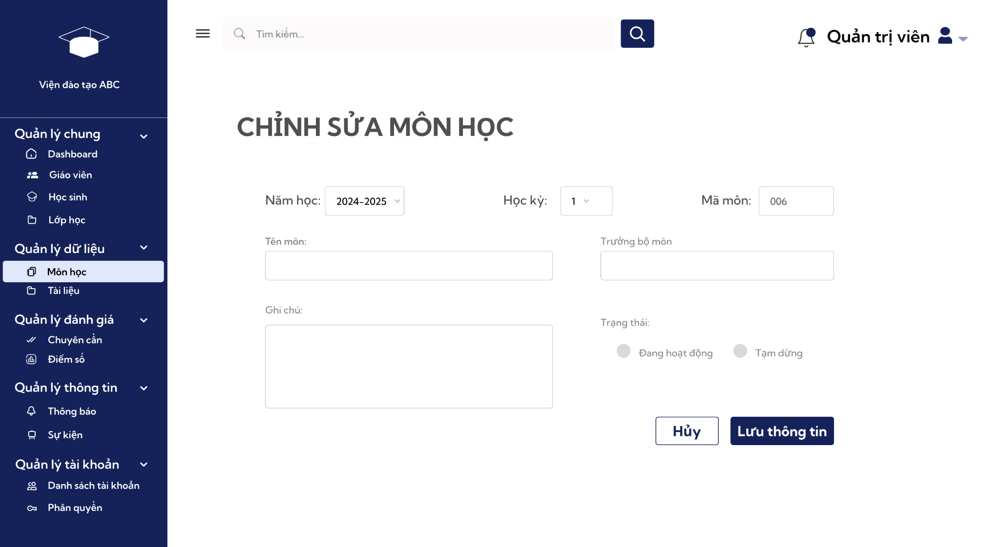 Viện đào tạo ABC
Quản lý chung
Dashboard
Giáo viên
Học sinh
Lớp học
Quản lý dữ liệu
Môn học
Tài liệu
Quản lý đánh giá
Chuyên cần
Điểm số
Quản lý thông tin
Thông báo
Sự kiện
Quản lý tài khoản
Danh sách tài khoản
Phân quyền
Tìm kiếm...
Quản trị viên
CHỈNH SỬA MÔN HỌC
Năm học: 2024-2025 Học kỳ: 1 Mã môn: 006
Tên môn: Trưởng bộ môn
Ghi chú:
Trạng thái:
Đang hoạt động Tạm dừng
Hủy Lưu thông tin